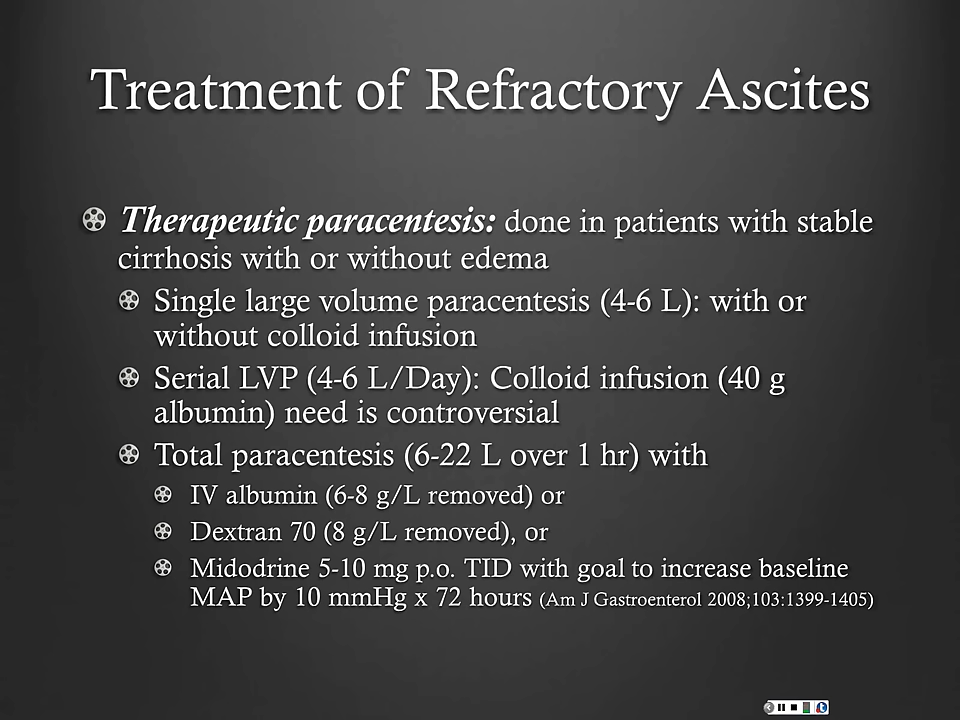 Treatment of Refractory Ascites
Therapeutic paracentesis: done in patients with stable
cirrhosis with or without edema
Single large volume paracentesis (4-6 L): with or
without colloid infusion
Serial LVP (4-6 L/Day): Colloid infusion (40 g
albumin) need is controversial
Total paracentesis (6-22 L over 1 hr) with
IV albumin (6-8 g/L removed) or
Dextran 70 (8 g/L removed), or
Midodrine 5-10 mg p.o. TID with goal to increase baseline
MAP by 10 mmHg x 72 hours (Am J Gastroenterol 2008;103:1399-1405)